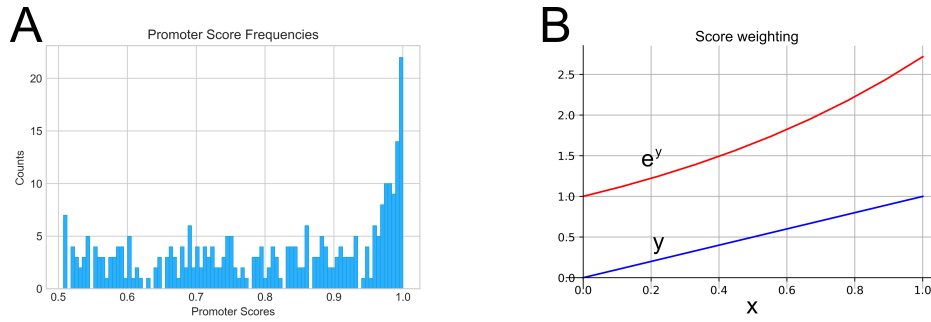 A
Promoter Score Frequencies
Counts
20
15
10
5
0
0.5 0.6 0.7 0.8 0.9 1.0
Promoter Scores
B
Score weighting
2.5
2.0
1.5
1.0
0.5
0.0
e^y
y
0.0 0.2 0.4 0.6 0.8 1.0
x